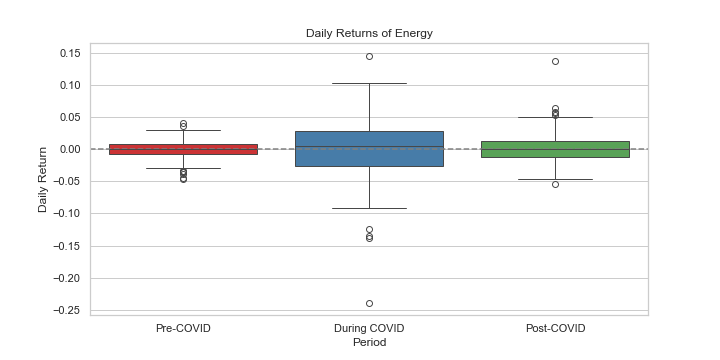 Daily Returns of Energy
0.15
0.10
0.05
0.00
−0.05
−0.10
−0.15
−0.20
−0.25
Daily Return
Pre-COVID
During COVID
Post-COVID
Period